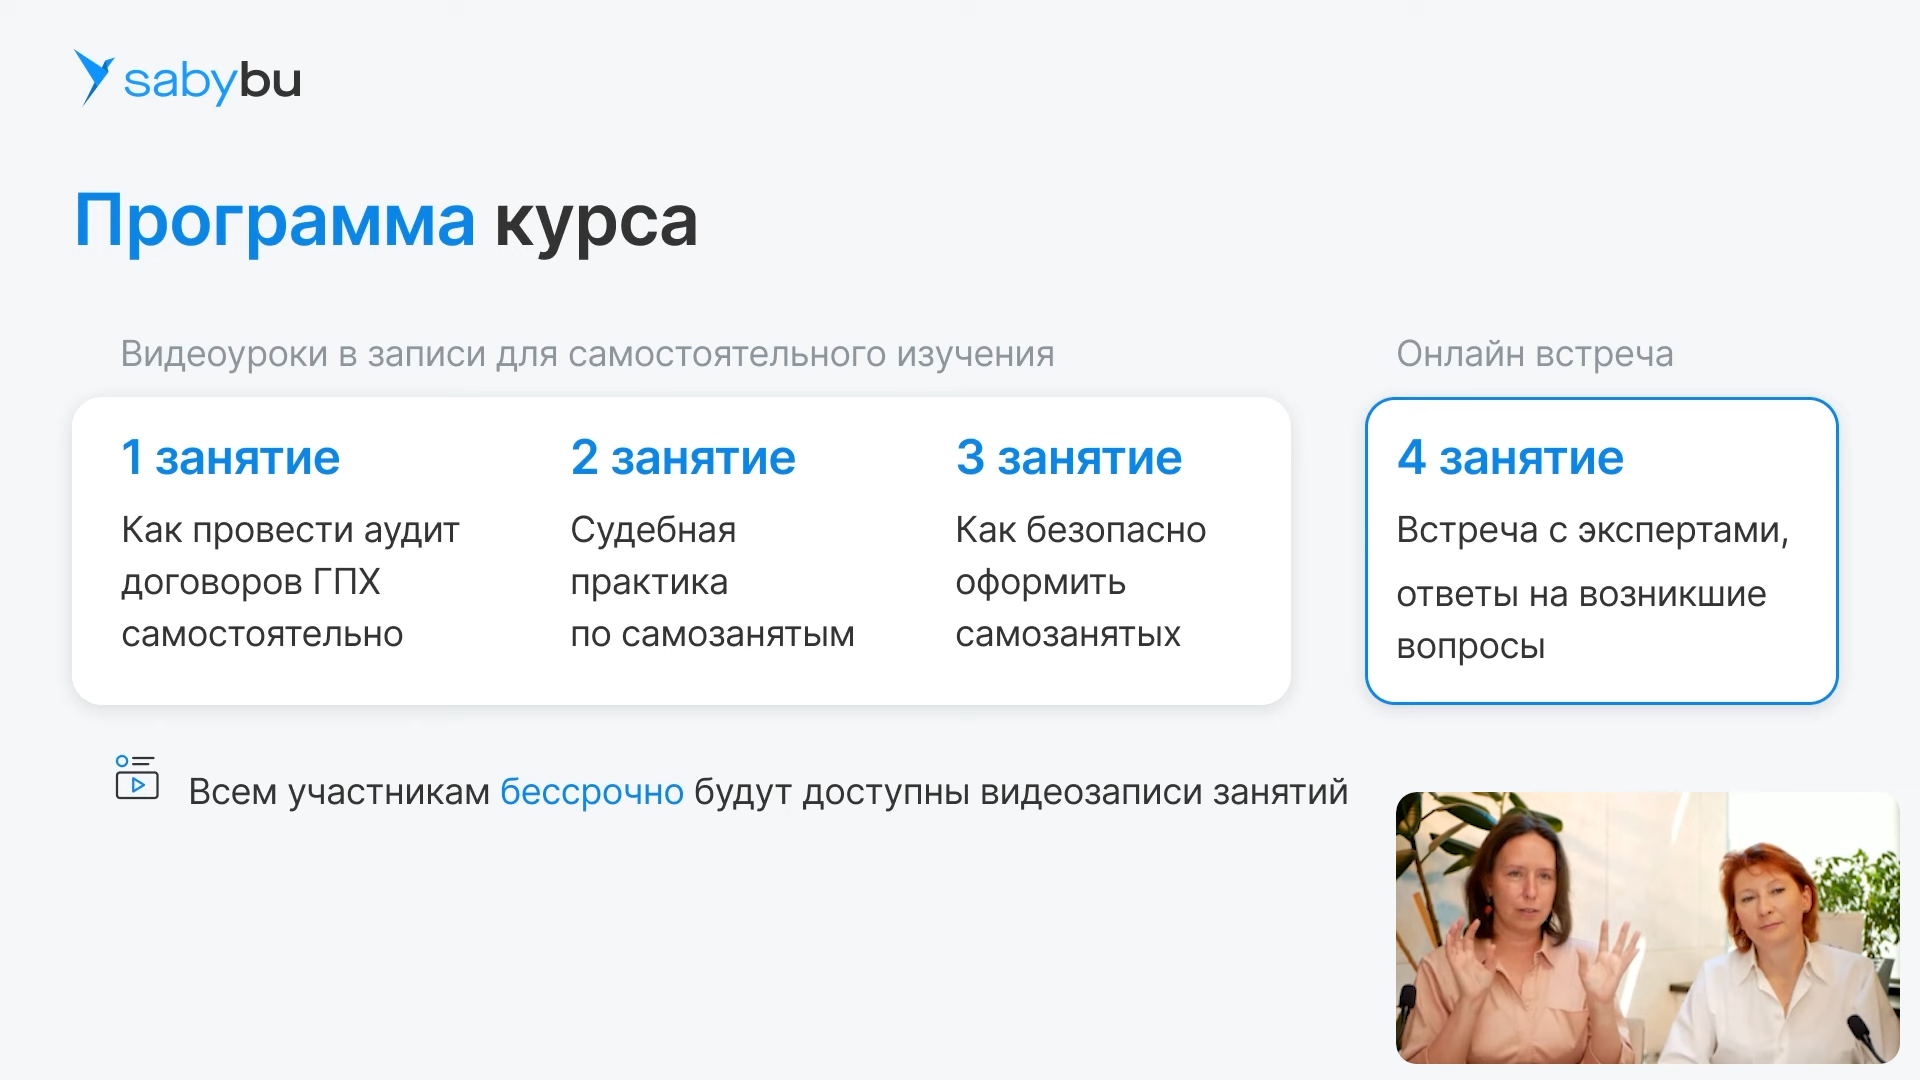 sabybu
Программа курса
Видеоуроки в записи для самостоятельного изучения
1 занятие
Как провести аудит
договоров ГПХ
самостоятельно
2 занятие
Судебная
практика
по самозанятым
3 занятие
Как безопасно
оформить
самозанятых
Онлайн встреча
4 занятие
Встреча с экспертами,
ответы на возникшие
вопросы
Всем участникам бессрочно будут доступны видеозаписи занятий